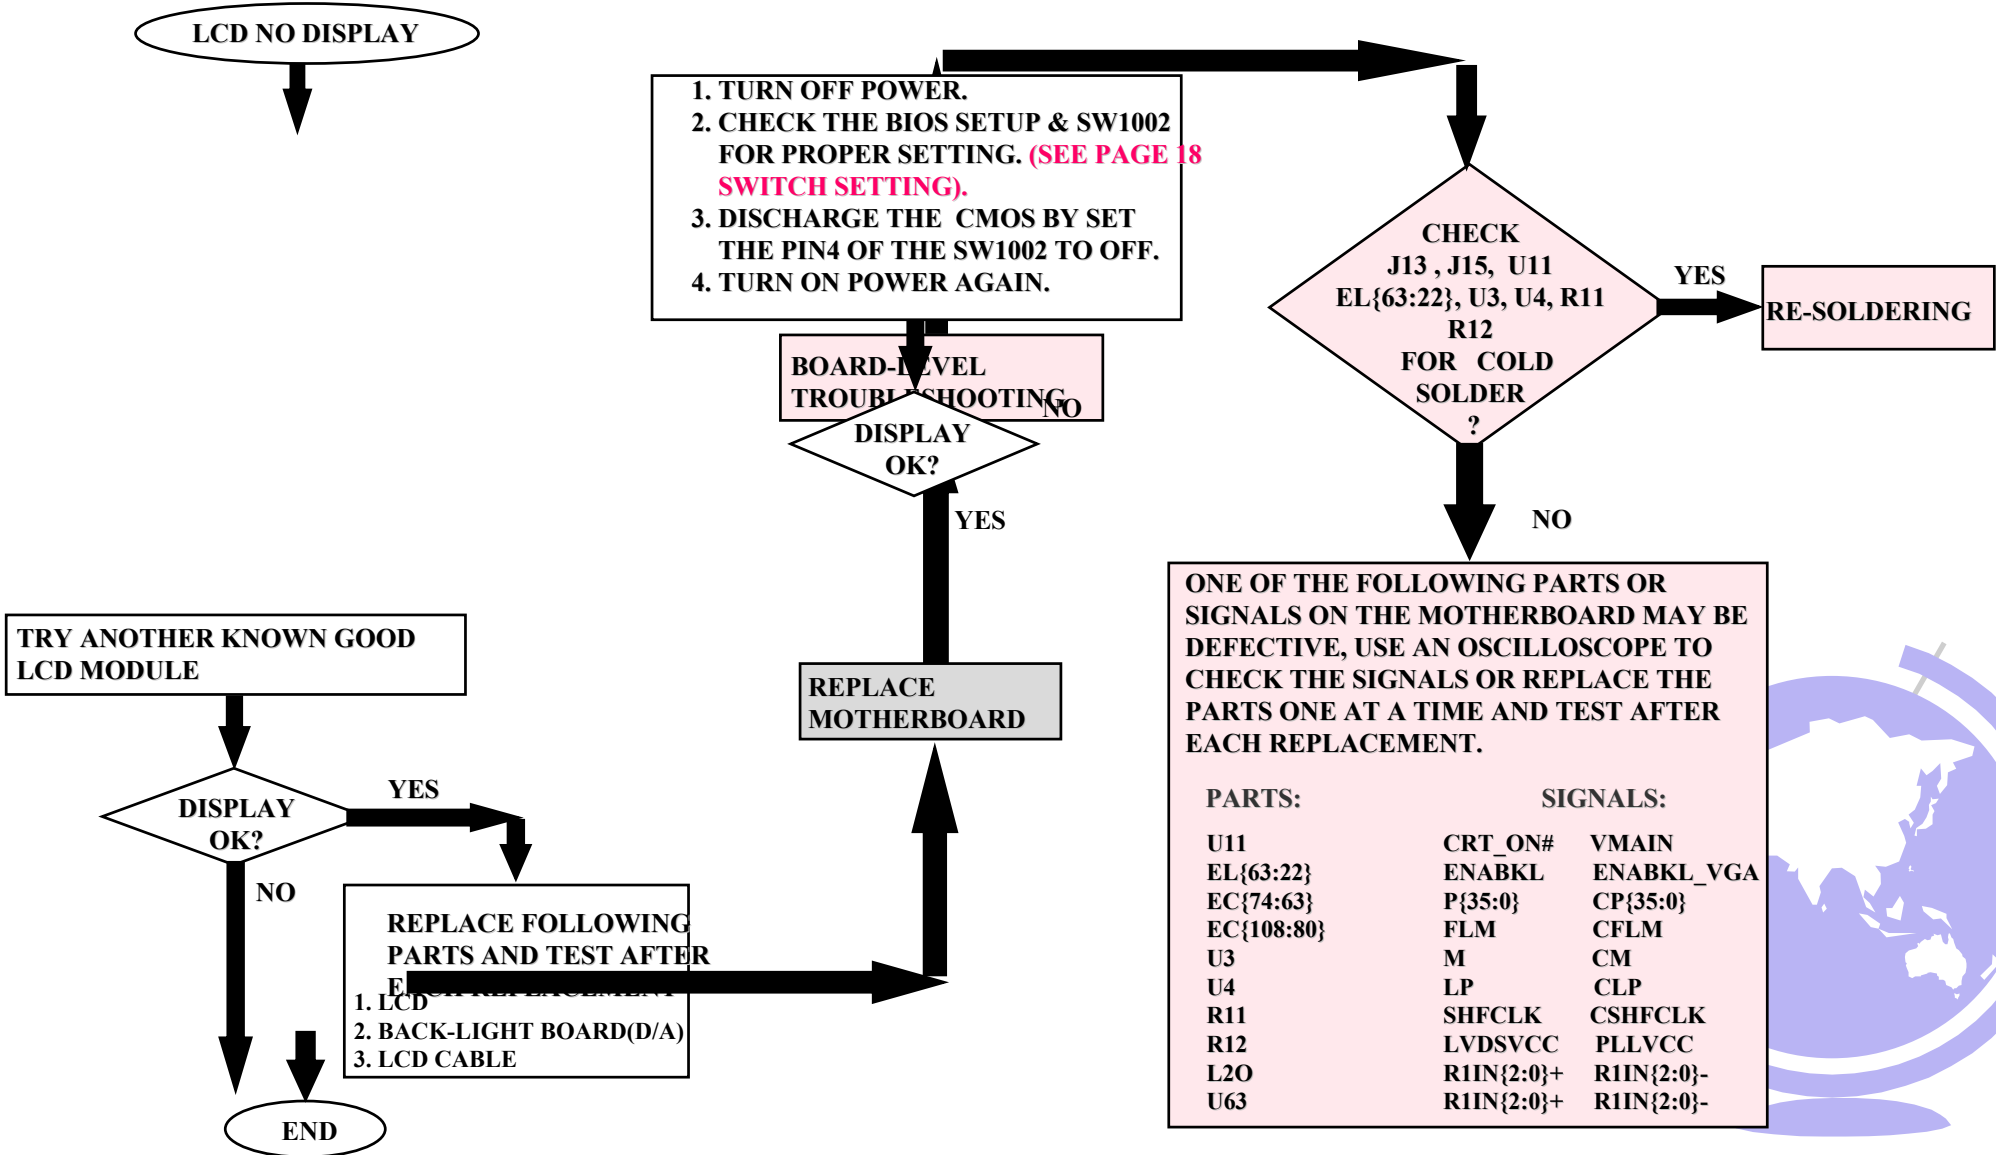 LCD NO DISPLAY
1. TURN OFF POWER.
2. CHECK THE BIOS SETUP & SW1002
FOR PROPER SETTING. (SEE PAGE 18
SWITCH SETTING).
3. DISCHARGE THE CMOS BY SET
THE PIN4 OF THE SW1002 TO OFF.
4. TURN ON POWER AGAIN.
BOARD-LEVEL
TROUBLESHOOTING
NO
DISPLAY
OK?
YES
REPLACE
MOTHERBOARD
TRY ANOTHER KNOWN GOOD
LCD MODULE
DISPLAY
OK?
YES
NO
REPLACE FOLLOWING
PARTS AND TEST AFTER
EACH REPLACEMENT
1. LCD
2. BACK-LIGHT BOARD(D/A)
3. LCD CABLE
END
CHECK
J13 , J15, U11
EL{63:22}, U3, U4, R11
R12
FOR COLD
SOLDER
?
YES
RE-SOLDERING
NO
ONE OF THE FOLLOWING PARTS OR
SIGNALS ON THE MOTHERBOARD MAY BE
DEFECTIVE, USE AN OSCILLOSCOPE TO
CHECK THE SIGNALS OR REPLACE THE
PARTS ONE AT A TIME AND TEST AFTER
EACH REPLACEMENT.
PARTS: SIGNALS:
U11 CRT_ON# VMAIN
EL{63:22} ENABKL ENABKL_VGA
EC{74:63} P{35:0} CP{35:0}
EC{108:80} FLM CFLM
U3 M CM
U4 LP CLP
R11 SHFCLK CSHFCLK
R12 LVDSVCC PLLVCC
L2O R1IN{2:0}+ R1IN{2:0}-
U63 R1IN{2:0}+ R1IN{2:0}-